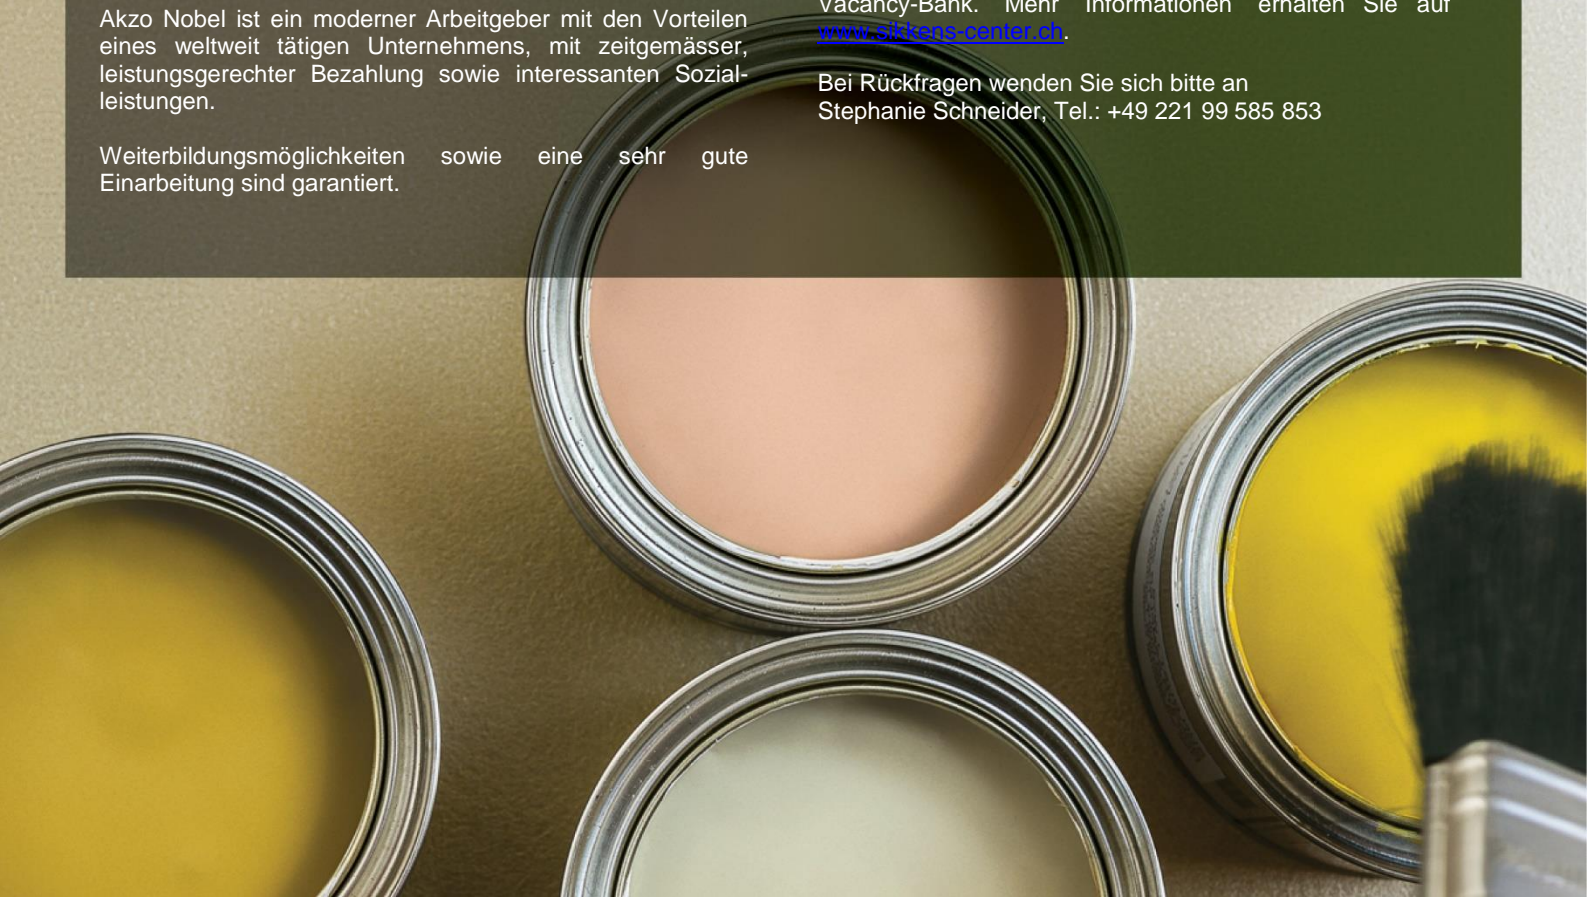 Akzo Nobel ist ein moderner Arbeitgeber mit den Vorteilen
eines weltweit tätigen Unternehmens, mit zeitgemässer,
leistungsgerechter Bezahlung sowie interessanten Sozial-
leistungen.
Weiterbildungsmöglichkeiten sowie eine sehr gute
Einarbeitung sind garantiert.
Vacancy-Bank. Mehr Informationen erhalten Sie auf
www.sikkens-center.ch.
Bei Rückfragen wenden Sie sich bitte an
Stephanie Schneider, Tel.: +49 221 99 585 853